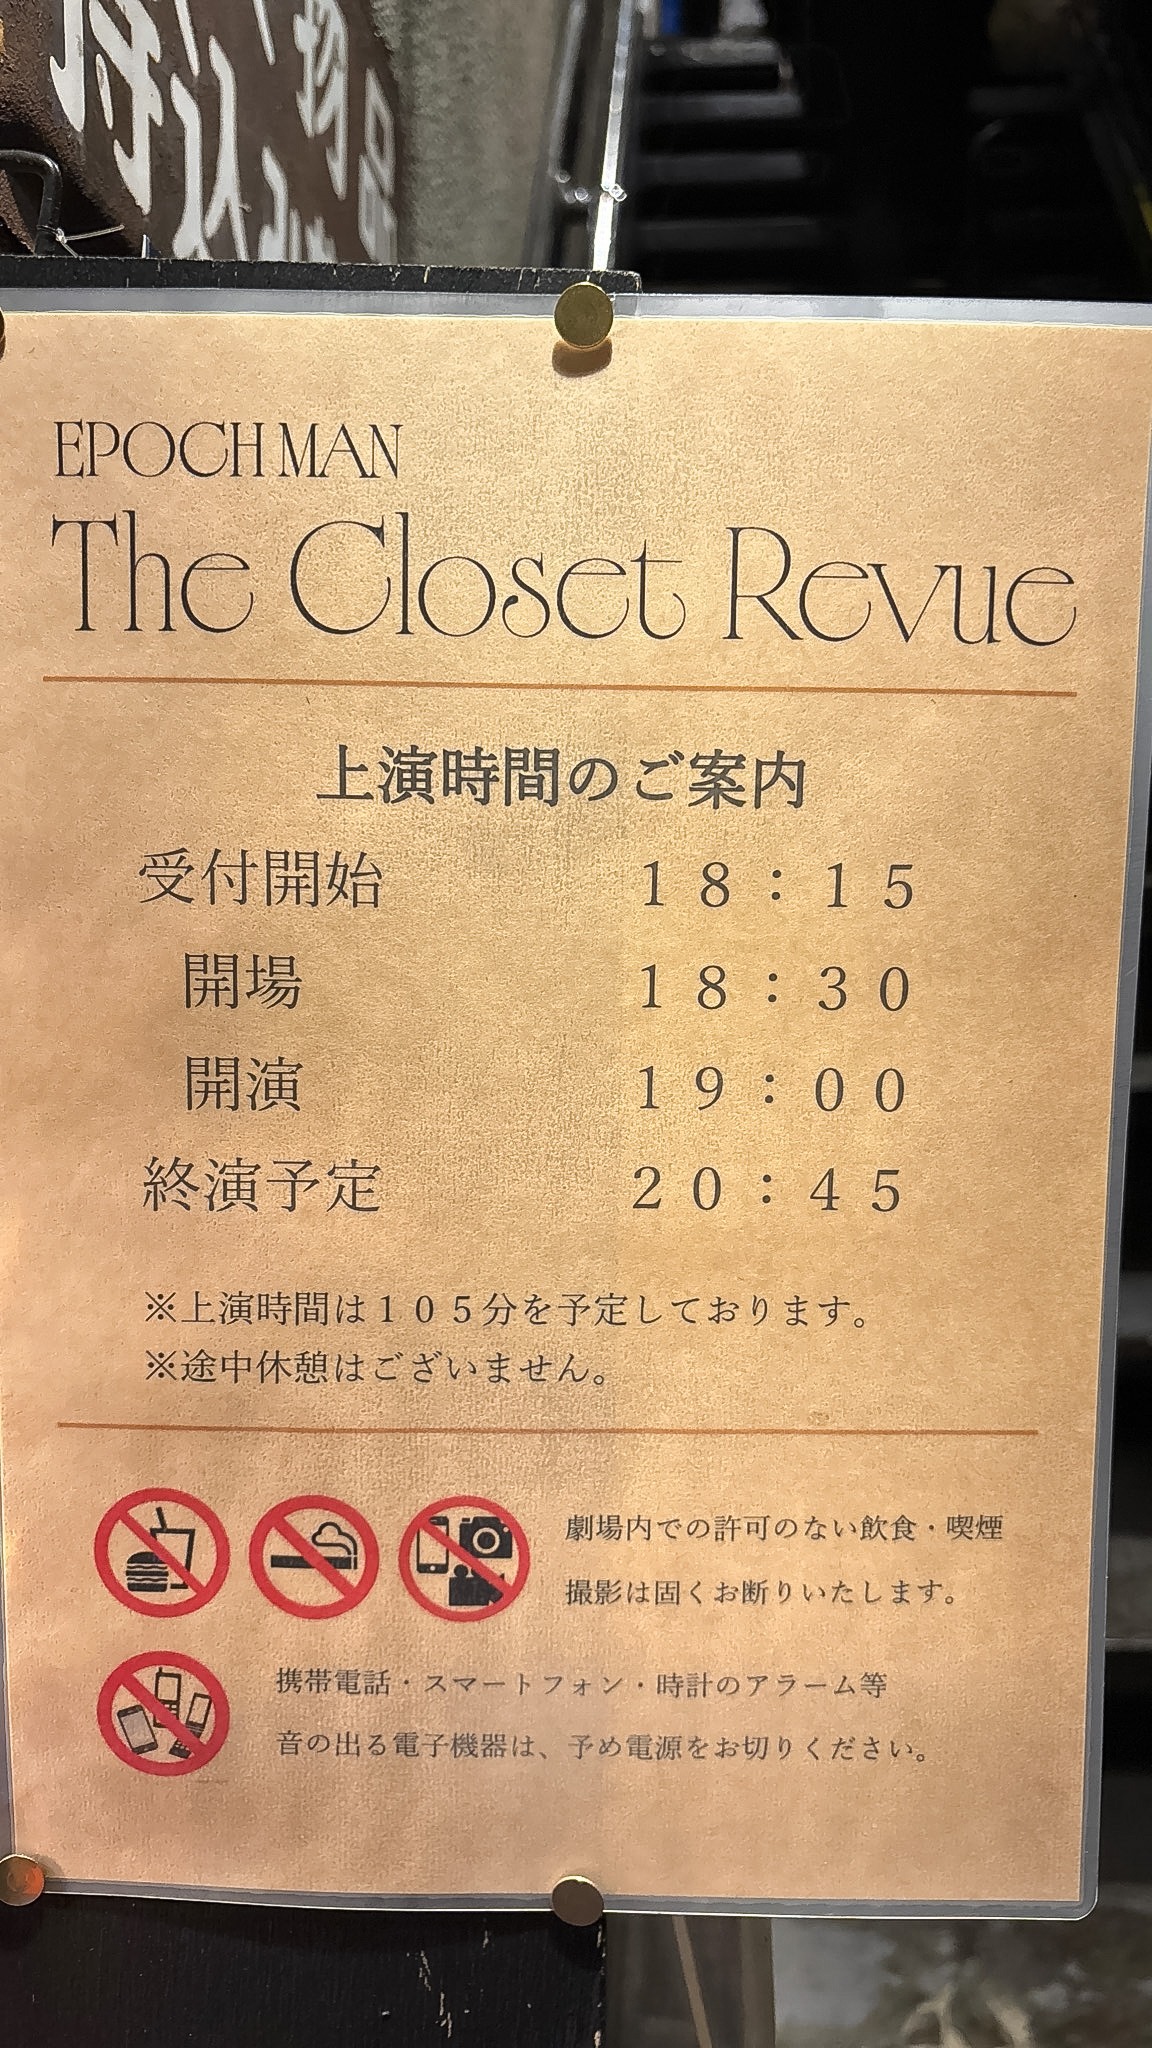 持込
物品
EPOCH MAN
The Closet Revue
上演時間のご案内
受付開始 18：15
開場 18：30
開演 19：00
終演予定 20：45
※上演時間は105分を予定しております。
※途中休憩はございません。
劇場内での許可のない飲食・喫煙
撮影は固くお断りいたします。
携帯電話・スマートフォン・時計のアラーム等
音の出る電子機器は、予め電源をお切りください。